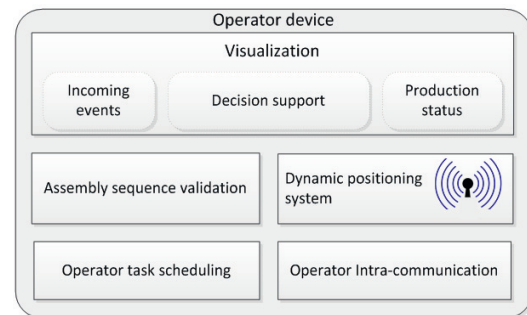 Operator device
Visualization
Incoming
events
Decision support
Production
status
Assembly sequence validation
Dynamic positioning
system
Operator task scheduling
Operator Intra-communication